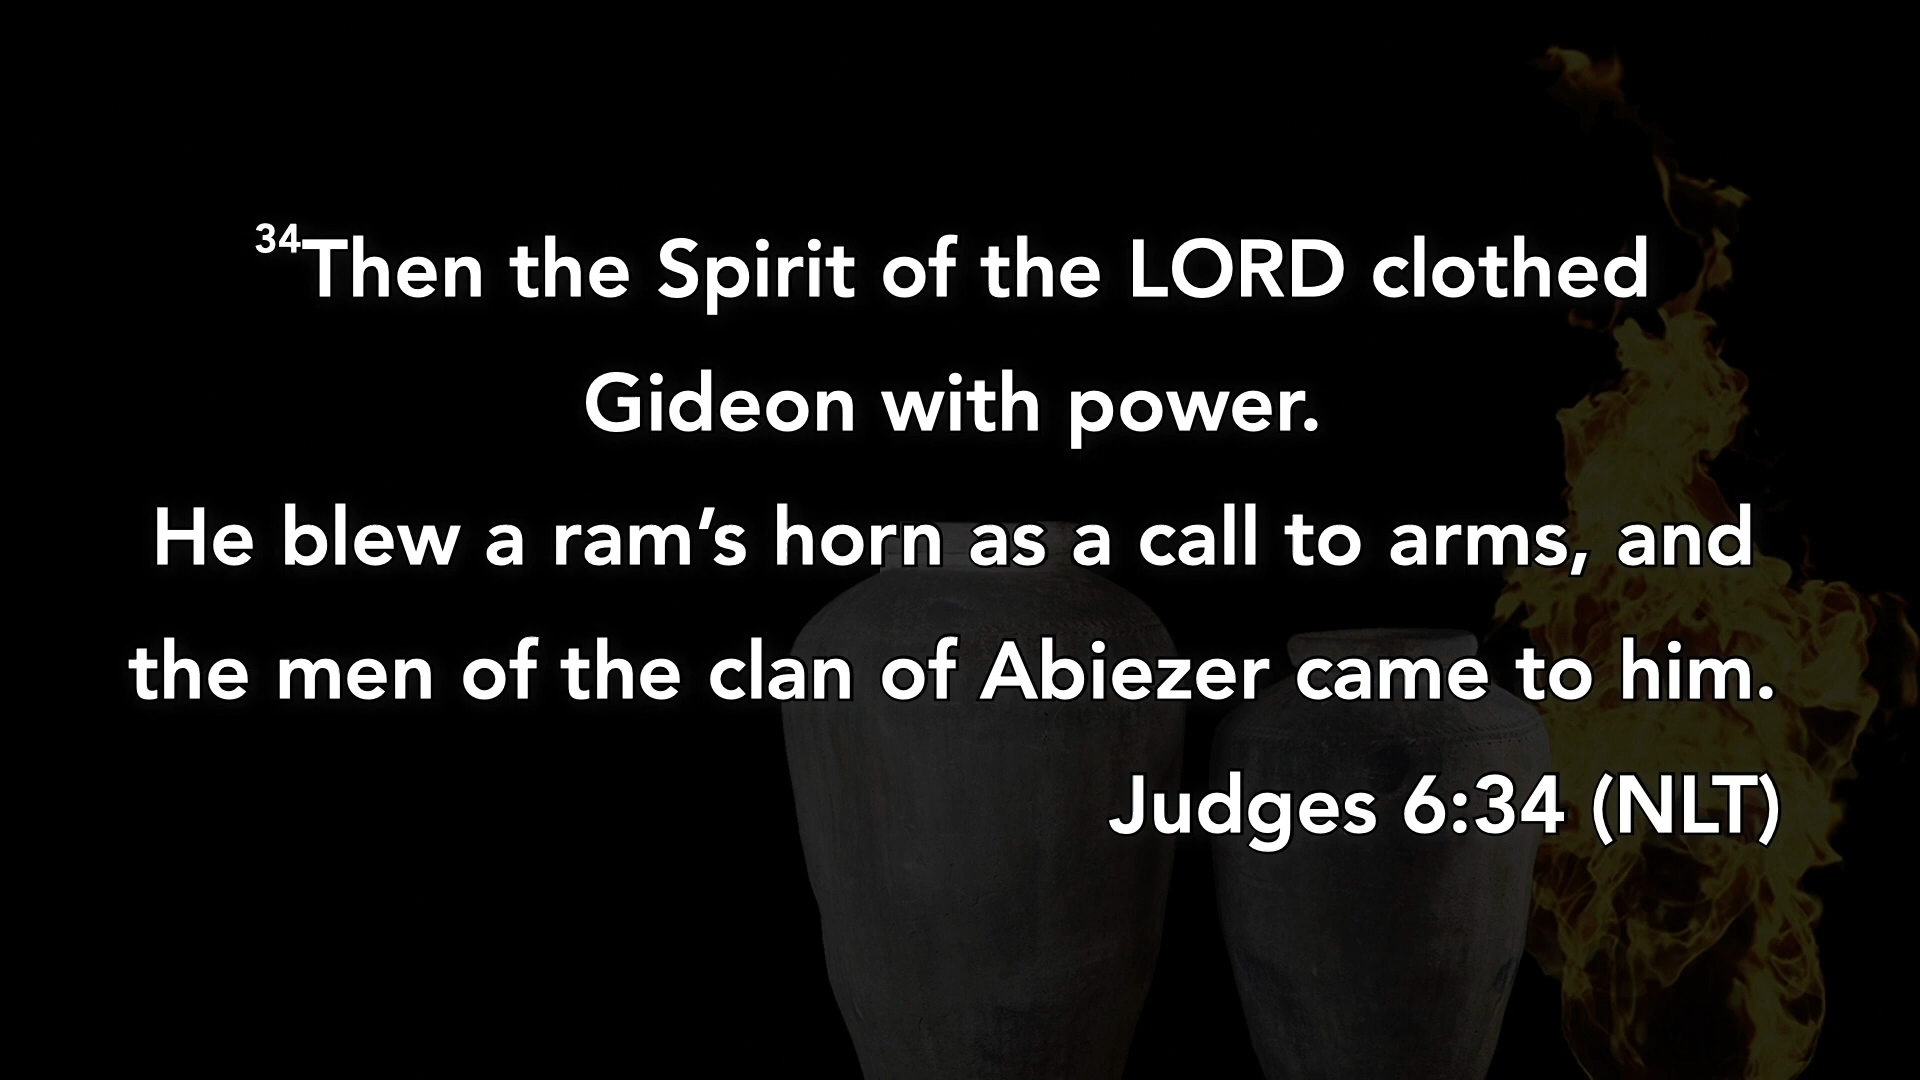 34Then the Spirit of the LORD clothed
Gideon with power.
He blew a ram’s horn as a call to arms, and
the men of the clan of Abiezer came to him.
Judges 6:34 (NLT)